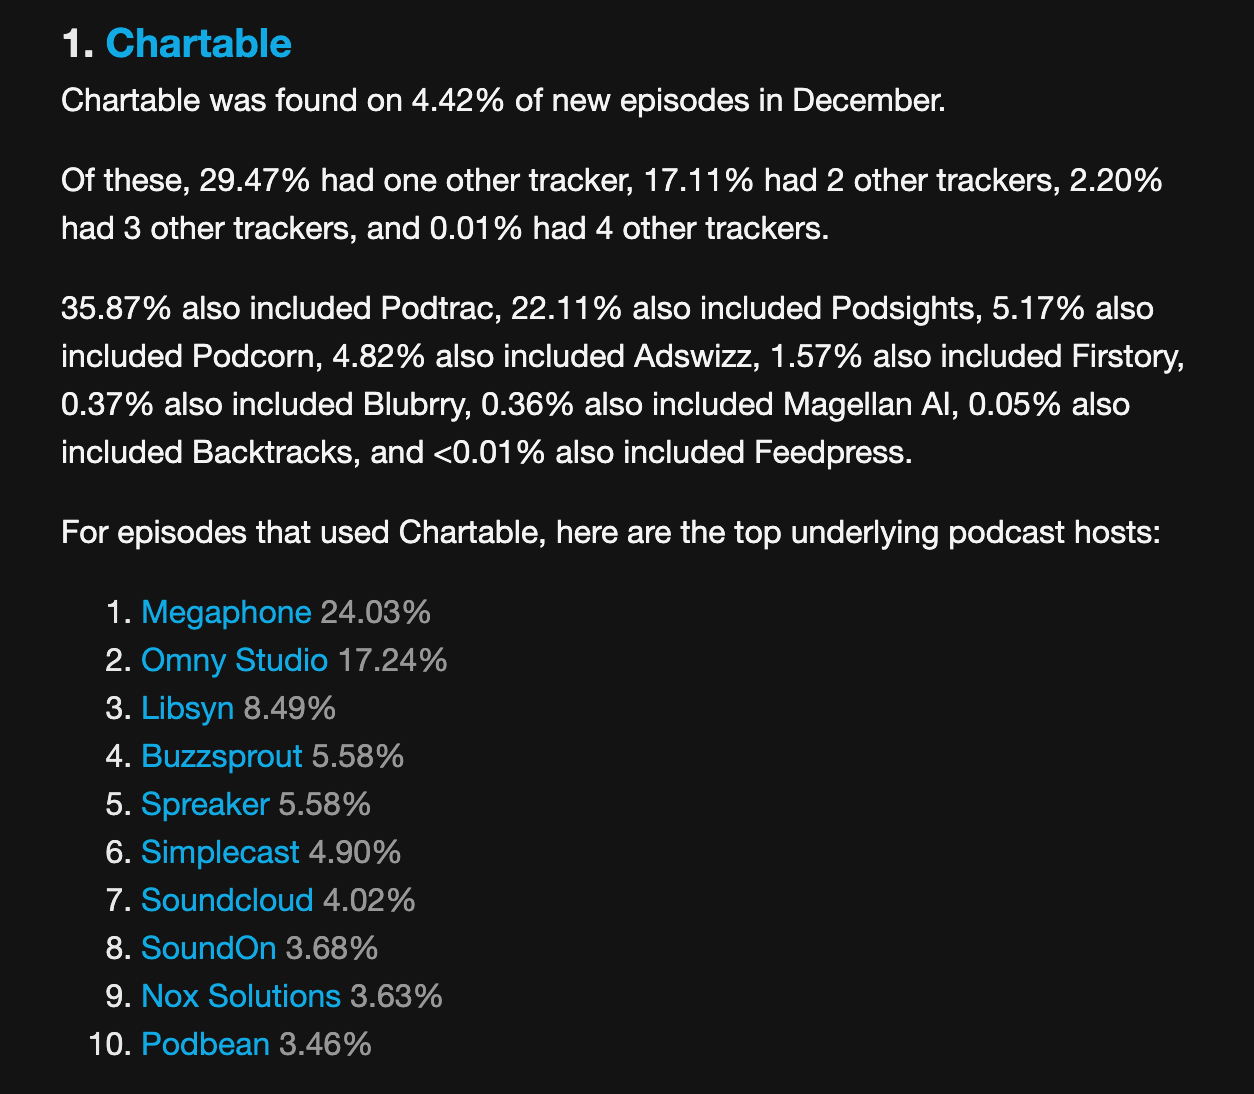 1. Chartable
Chartable was found on 4.42% of new episodes in December.
Of these, 29.47% had one other tracker, 17.11% had 2 other trackers, 2.20%
had 3 other trackers, and 0.01% had 4 other trackers.
35.87% also included Podtrac, 22.11% also included Podsights, 5.17% also
included Podcorn, 4.82% also included Adswizz, 1.57% also included Firstory,
0.37% also included Blubrry, 0.36% also included Magellan AI, 0.05% also
included Backtracks, and <0.01% also included Feedpress.
For episodes that used Chartable, here are the top underlying podcast hosts:
1. Megaphone 24.03%
2. Omny Studio 17.24%
3. Libsyn 8.49%
4. Buzzsprout 5.58%
5. Spreaker 5.58%
6. Simplecast 4.90%
7. Soundcloud 4.02%
8. SoundOn 3.68%
9. Nox Solutions 3.63%
10. Podbean 3.46%